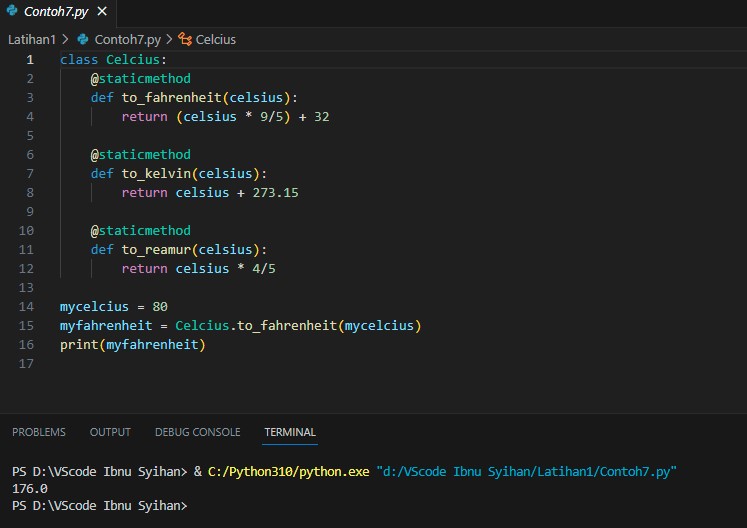 Contoh7.py ×
Latihan1 > Contoh7.py > Celcius
1 class Celcius:
2     @staticmethod
3     def to_fahrenheit(celsius):
4         return (celsius * 9/5) + 32
5
6     @staticmethod
7     def to_kelvin(celsius):
8         return celsius + 273.15
9
10     @staticmethod
11     def to_reamur(celsius):
12         return celsius * 4/5
13
14 mycelcius = 80
15 myfahrenheit = Celcius.to_fahrenheit(mycelcius)
16 print(myfahrenheit)
17
PROBLEMS OUTPUT DEBUG CONSOLE TERMINAL
PS D:\VScode Ibnu Syihan> & C:/Python310/python.exe "d:/VScode Ibnu Syihan/Latihan1/Contoh7.py"
176.0
PS D:\VScode Ibnu Syihan>